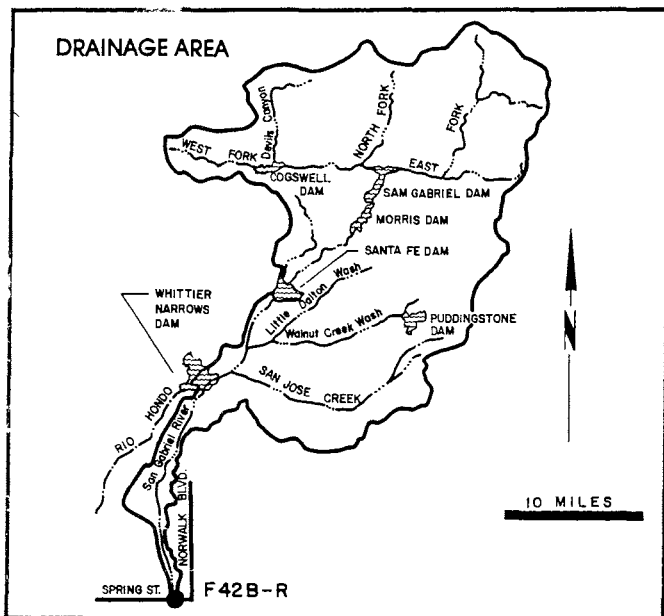 DRAINAGE AREA
WEST FORK
Devils Canyon
NORTH FORK
EAST FORK
COGSWELL
DAM
SAM GABRIEL DAM
MORRIS DAM
SANTA FE DAM
WHITTIER
NARROWS
DAM
Little Dalton Wash
Walnut Creek Wash
PUDDINGSTONE
DAM
N
SAN JOSE CREEK
RIO HONDO
San Gabriel River
NORWALK BLVD.
10 MILES
SPRING ST.
F42B-R